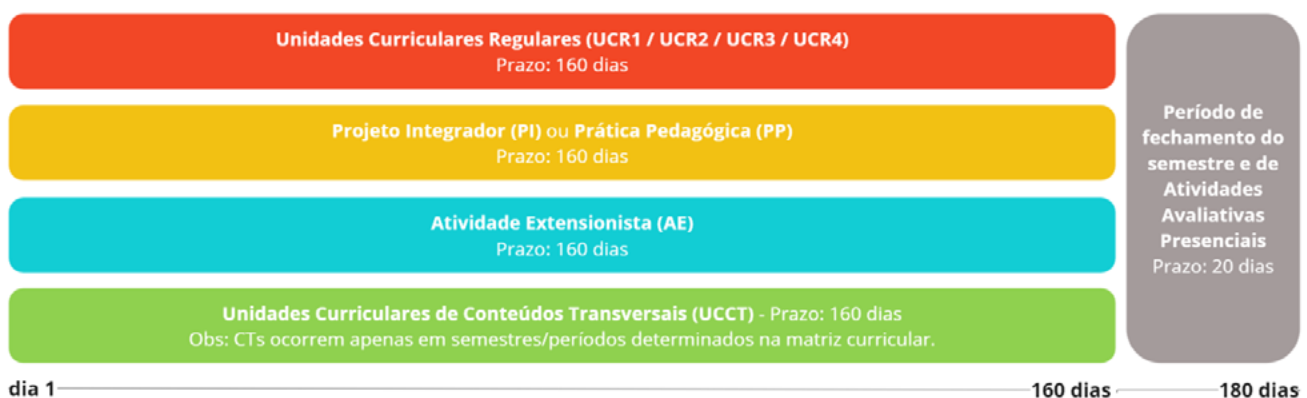 Unidades Curriculares Regulares (UCR1 / UCR2 / UCR3 / UCR4)
Prazo: 160 dias
Projeto Integrador (PI) ou Prática Pedagógica (PP)
Prazo: 160 dias
Atividade Extensionista (AE)
Prazo: 160 dias
Unidades Curriculares de Conteúdos Transversais (UCCT) - Prazo: 160 dias
Obs: CTs ocorrem apenas em semestres/períodos determinados na matriz curricular.
Período de
fechamento do
semestre e de
Atividades
Avaliativas
Presenciais
Prazo: 20 dias
dia 1
160 dias
180 dias